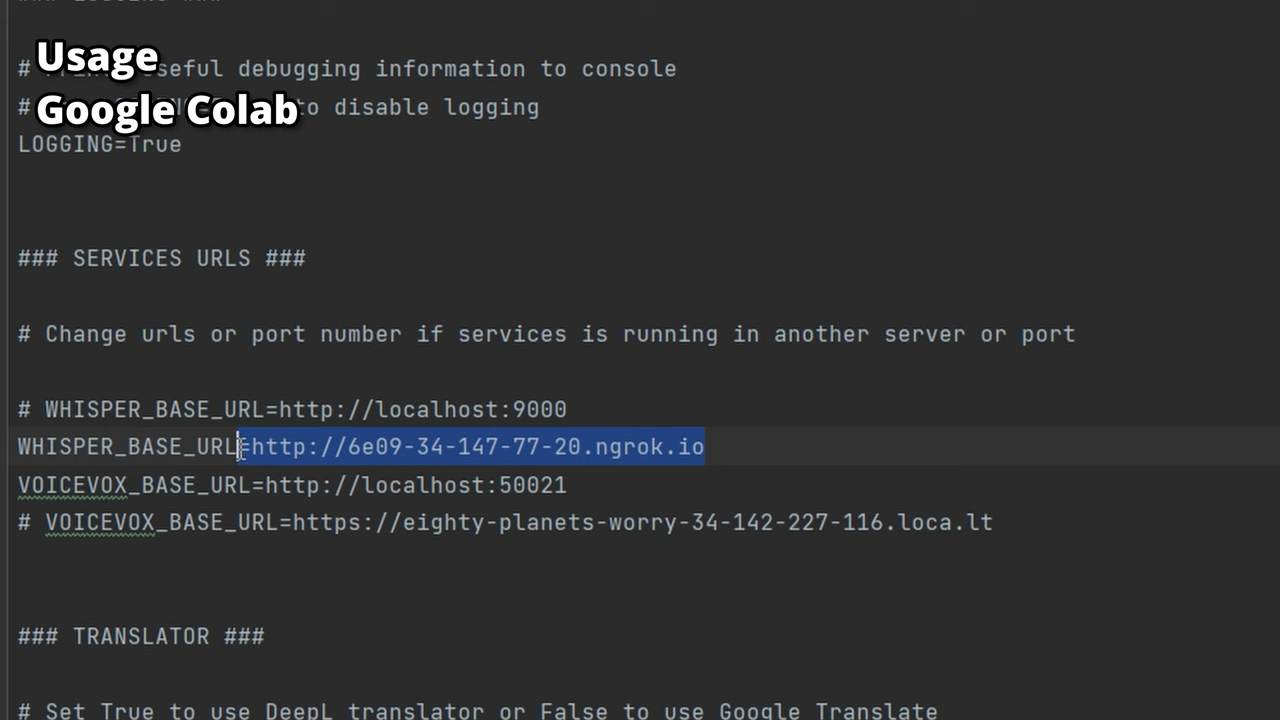 Usage
Google Colab
# useful debugging information to console
# to disable logging
LOGGING=True
### SERVICES URLS ###
# Change urls or port number if services is running in another server or port
# WHISPER_BASE_URL=http://localhost:9000
WHISPER_BASE_URL=http://6e09-34-147-77-20.ngrok.io
VOICEVOX_BASE_URL=http://localhost:50021
# VOICEVOX_BASE_URL=https://eighty-planets-worry-34-142-227-116.loca.lt
### TRANSLATOR ###
# Set True to use DeepL translator or False to use Google Translate